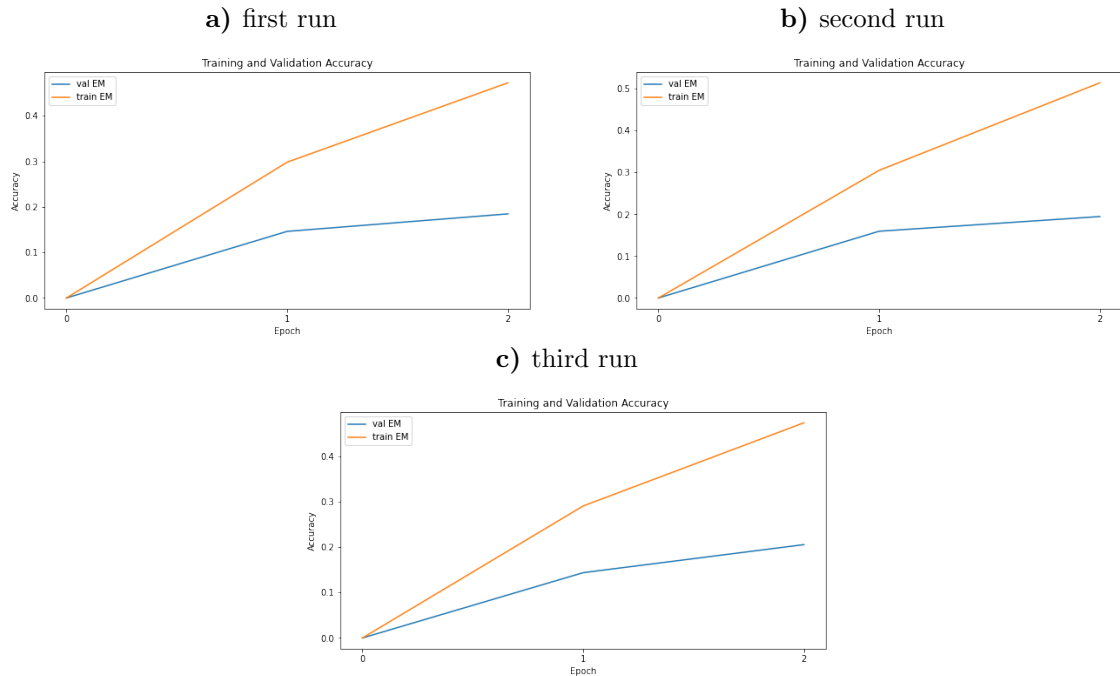 a) first run
Training and Validation Accuracy
val EM
train EM
0.4
0.3
0.2
0.1
0.0
Accuracy
0
1
2
Epoch
b) second run
Training and Validation Accuracy
val EM
train EM
0.5
0.4
0.3
0.2
0.1
0.0
Accuracy
0
1
2
Epoch
c) third run
Training and Validation Accuracy
val EM
train EM
0.4
0.3
0.2
0.1
0.0
Accuracy
0
1
2
Epoch